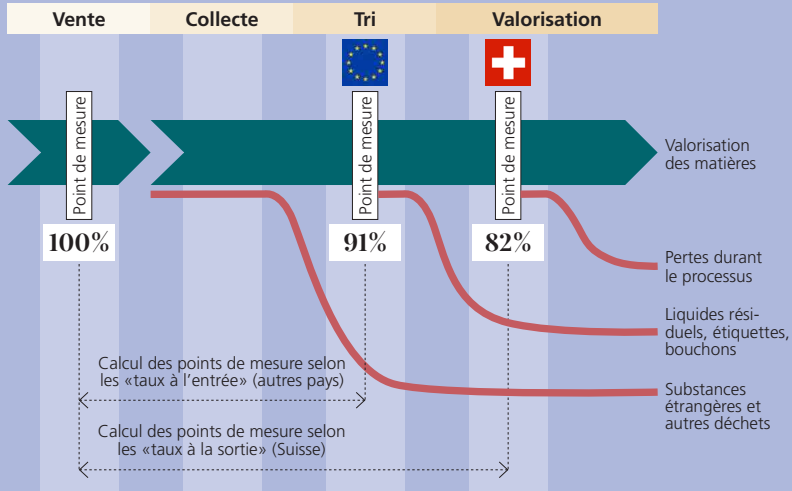 Vente
Collecte
Tri
Valorisation
Point de mesure
Point de mesure
Point de mesure
Valorisation
des matières
100%
91%
82%
Pertes durant
le processus
Liquides rési-
duels, étiquettes,
bouchons
Calcul des points de mesure selon
les «taux à l’entrée» (autres pays)
Substances
étrangères et
autres déchets
Calcul des points de mesure selon
les «taux à la sortie» (Suisse)